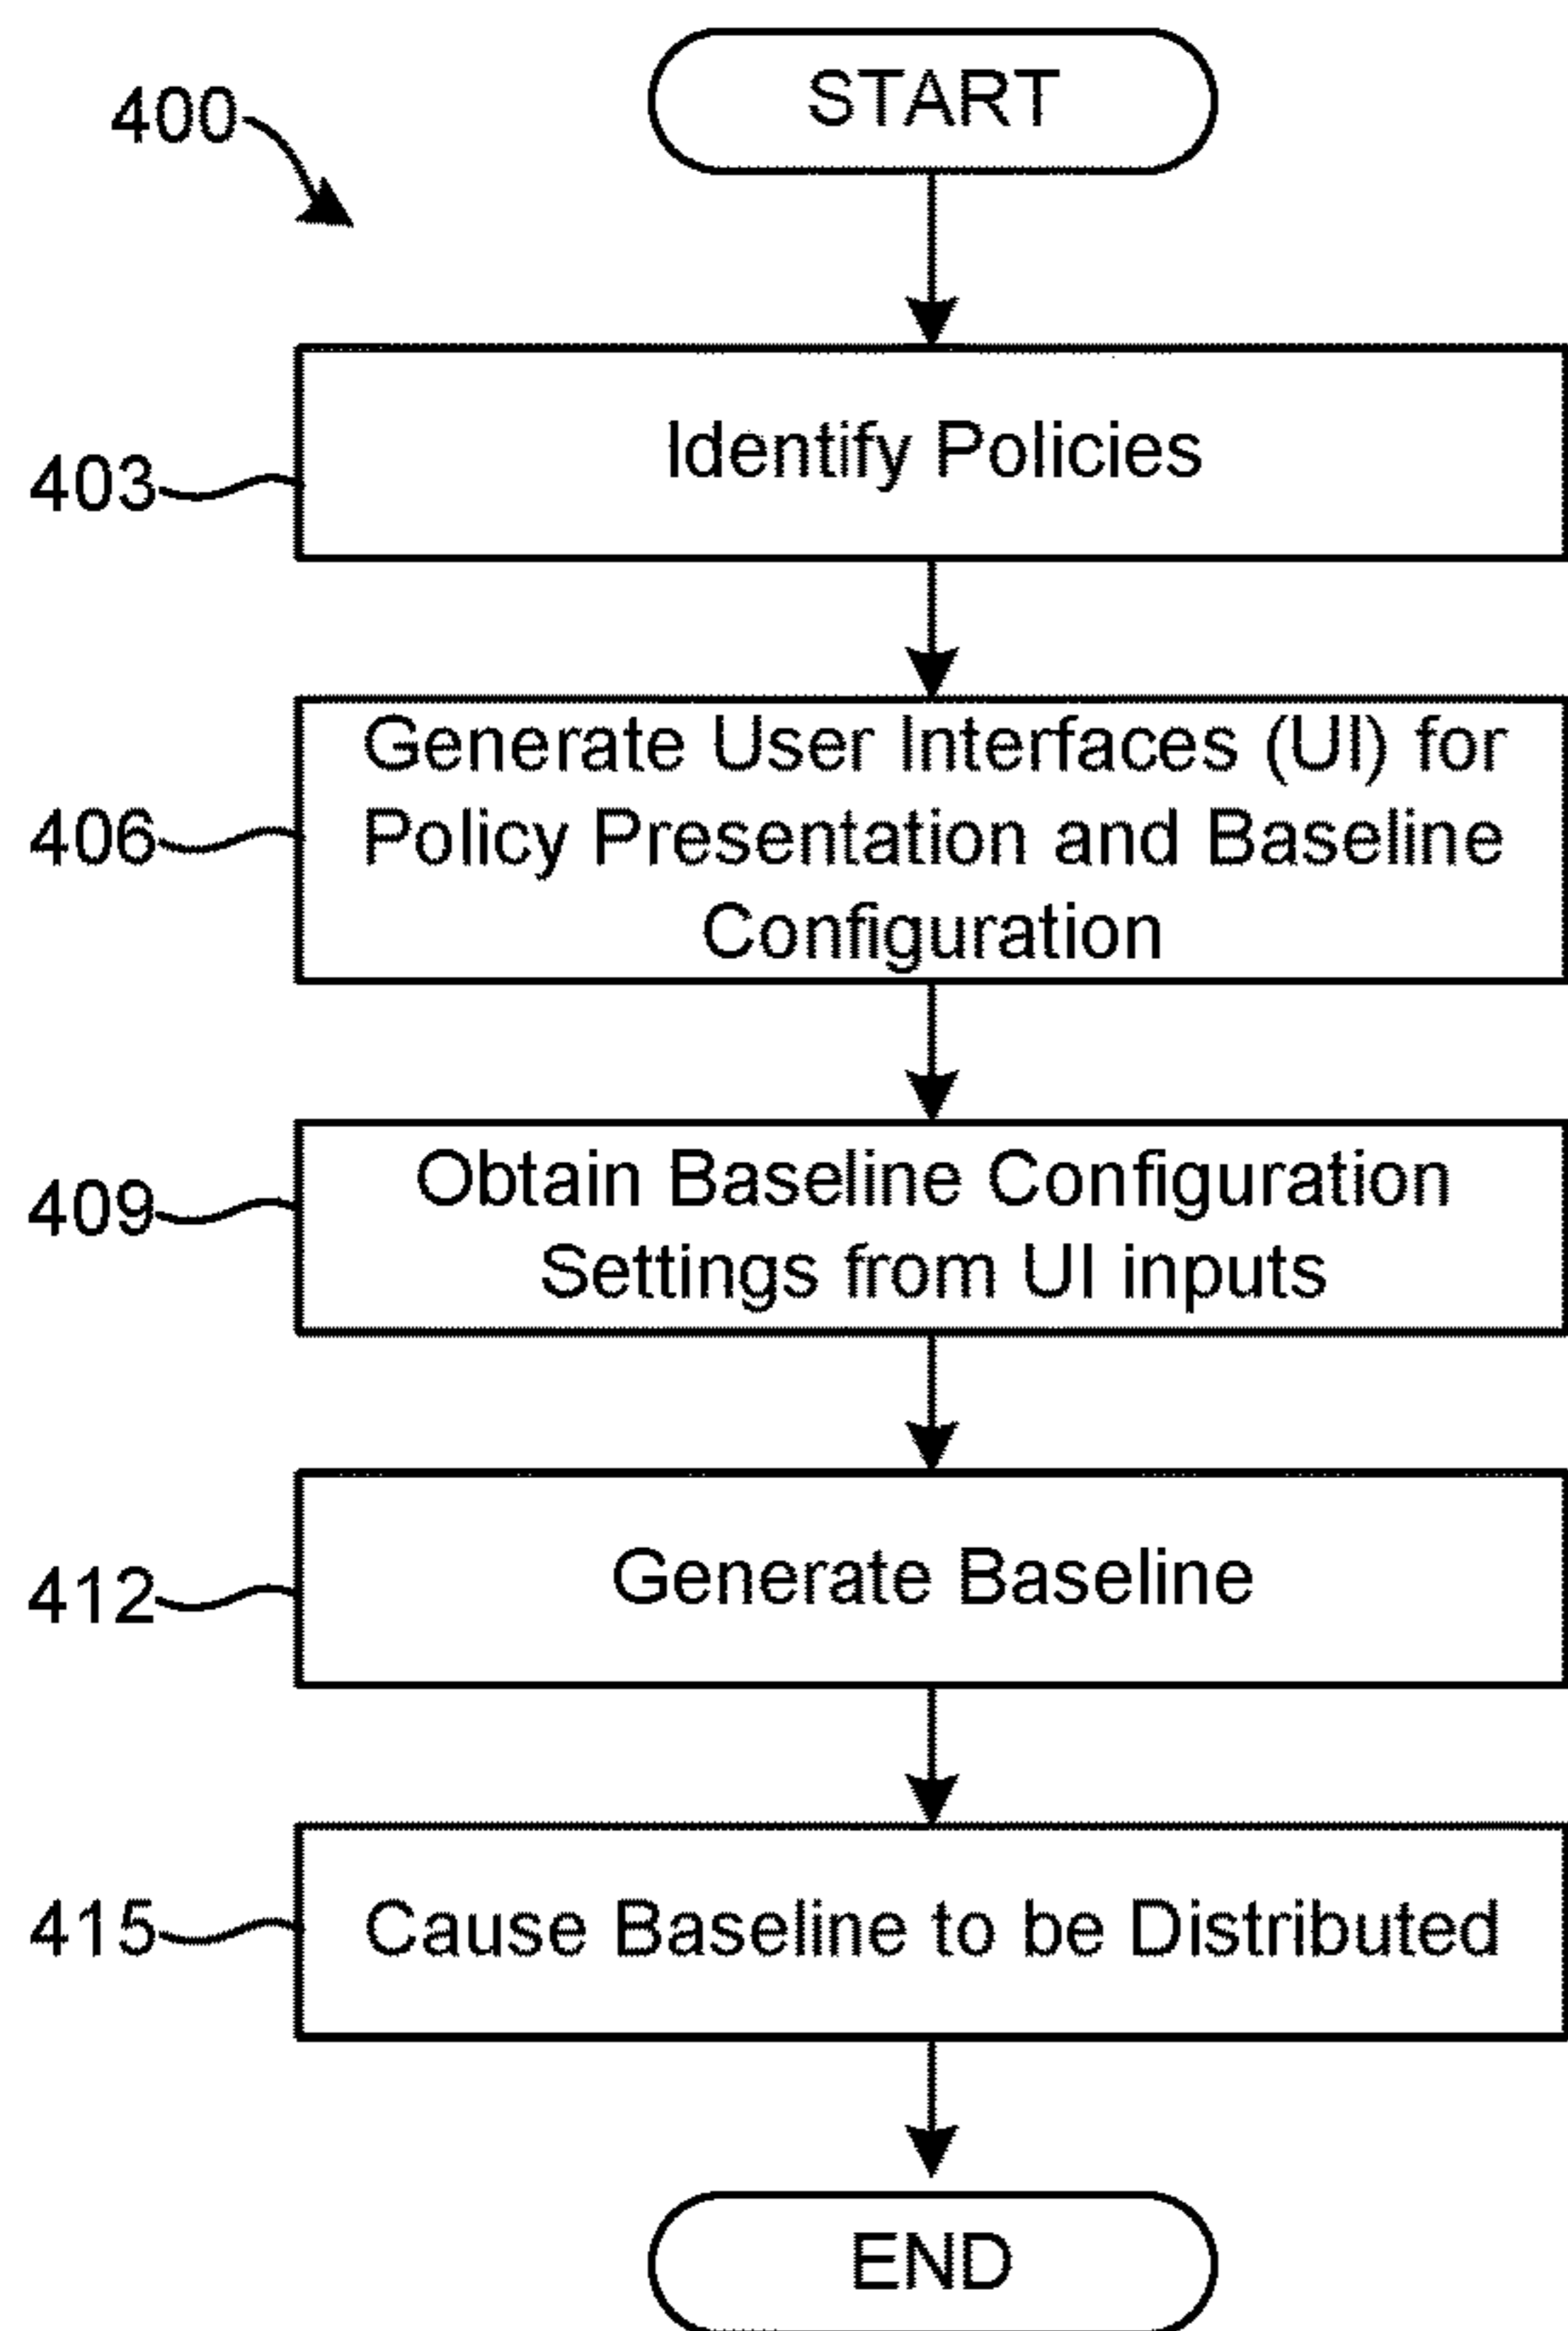 400
START
403
Identify Policies
406
Generate User Interfaces (UI) for
Policy Presentation and Baseline
Configuration
409
Obtain Baseline Configuration
Settings from UI inputs
412
Generate Baseline
415
Cause Baseline to be Distributed
END